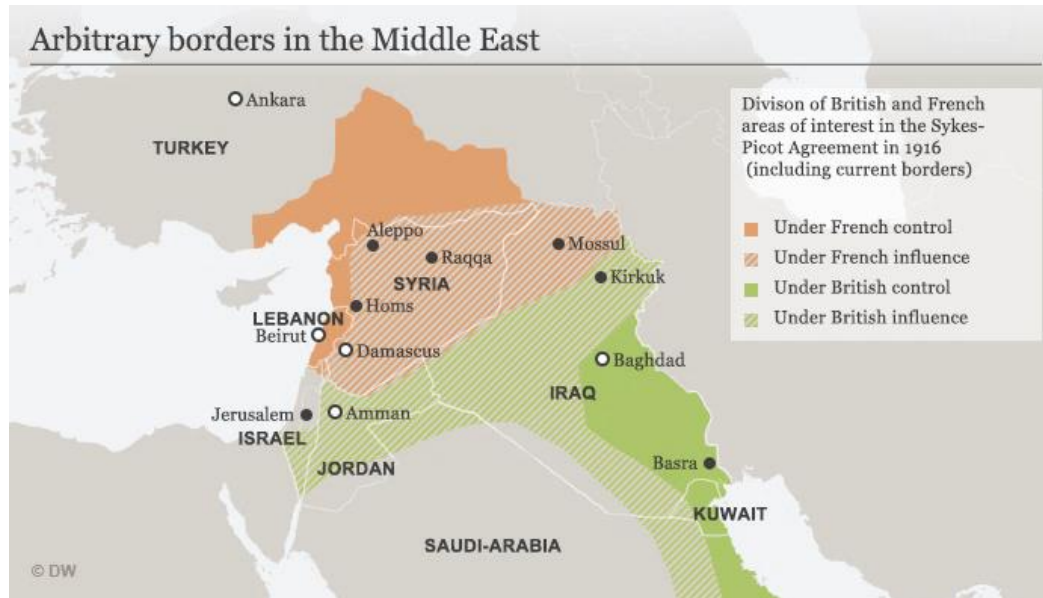 Arbitrary borders in the Middle East
Divison of British and French
areas of interest in the Sykes-
Picot Agreement in 1916
(including current borders)
Under French control
Under French influence
Under British control
Under British influence
Ankara
TURKEY
Aleppo
Mossul
Raqqa
Kirkuk
SYRIA
Homs
LEBANON
Beirut
Damascus
Baghdad
IRAQ
Jerusalem
Amman
ISRAEL
JORDAN
Basra
KUWAIT
SAUDI-ARABIA
© DW